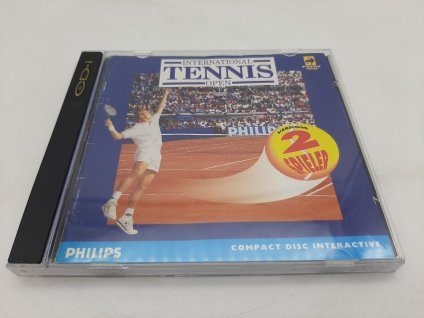 CD-i
INTERNATIONAL
TENNIS
OPEN
PHILIPS
2
SPIELER
PHILIPS
COMPACT DISC INTERACTIVE